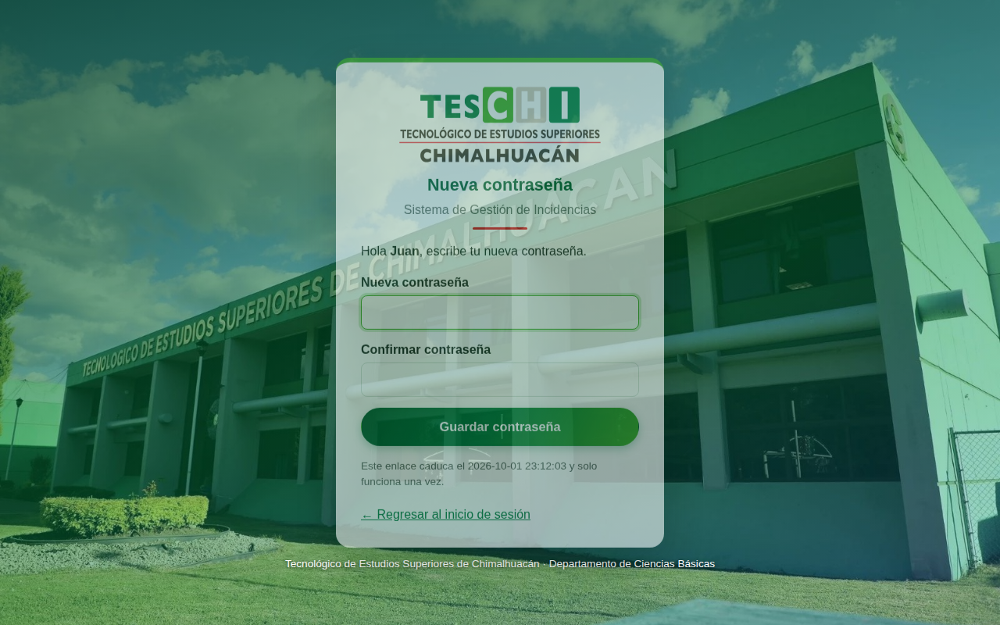 TESCHI
TECNOLÓGICO DE ESTUDIOS SUPERIORES
CHIMALHUACÁN
Nueva contraseña
Sistema de Gestión de Incidencias
Hola Juan, escribe tu nueva contraseña.
Nueva contraseña
Confirmar contraseña
Guardar contraseña
Este enlace caduca el 2026-10-01 23:12:03 y solo
funciona una vez.
← Regresar al inicio de sesión
Tecnológico de Estudios Superiores de Chimalhuacán · Departamento de Ciencias Básicas
TECNOLOGICO DE ESTUDIOS SUPERIORES DE CHIMALHUACAN